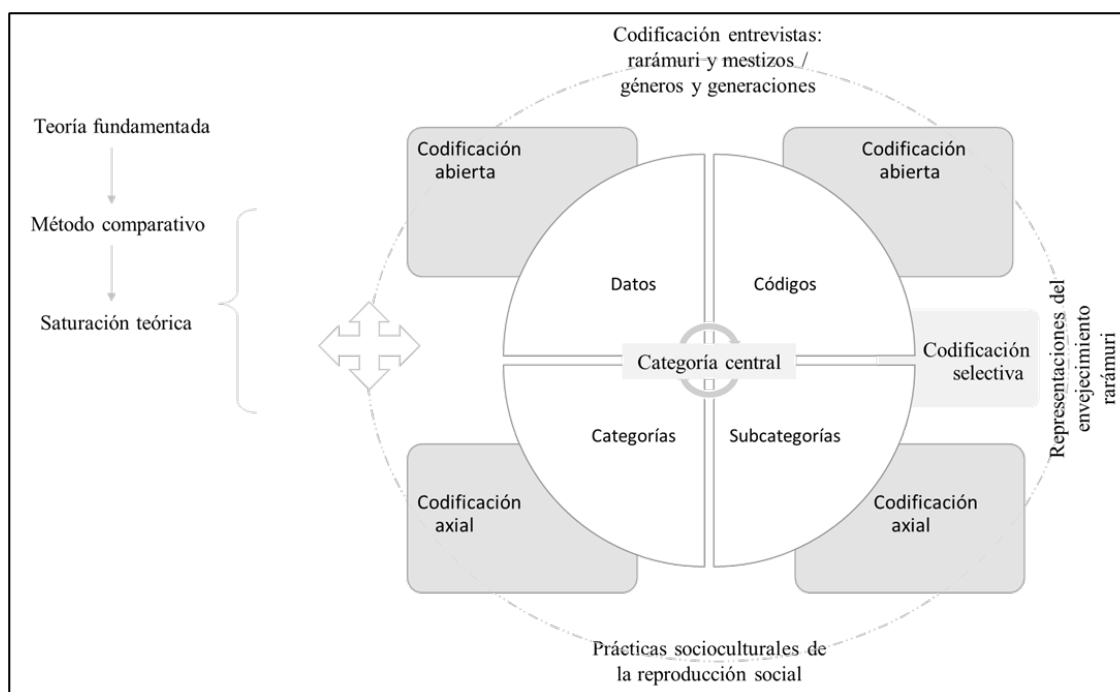 Codificación entrevistas:
rarámuri y mestizos /
géneros y generaciones
Teoría fundamentada
Método comparativo
Saturación teórica
Codificación
abierta
Codificación
abierta
Datos
Códigos
Categoría central
Codificación
selectiva
Representaciones del
envejecimiento
rarámuri
Categorías
Subcategorías
Codificación
axial
Codificación
axial
Prácticas socioculturales de
la reproducción social